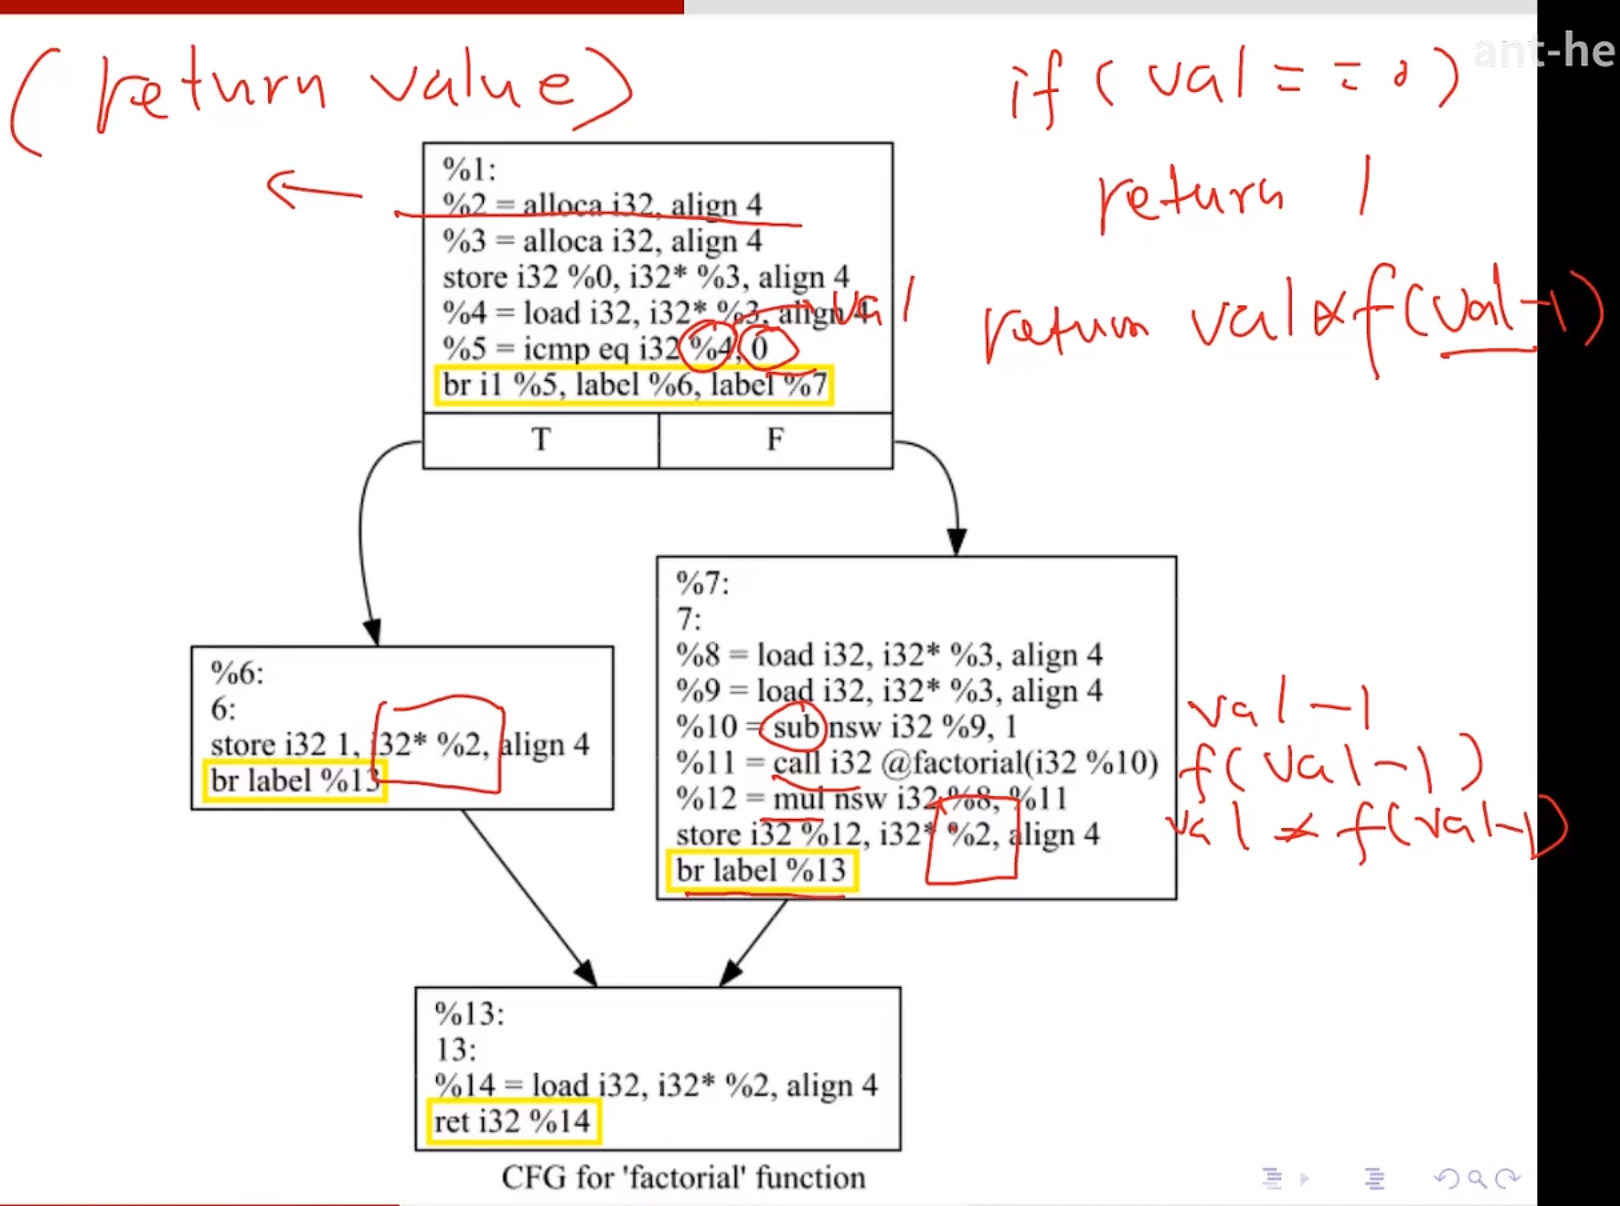 ant-he
(return value)
if (val == 0)
return 1
return val * f(val-1)
%1:
%2 = alloca i32, align 4
%3 = alloca i32, align 4
store i32 %0, i32* %3, align 4
%4 = load i32, i32* %3, align 4
val
%5 = icmp eq i32 %4, 0
br i1 %5, label %6, label %7
T F
%6:
6:
store i32 1, i32* %2, align 4
br label %13
%7:
7:
%8 = load i32, i32* %3, align 4
%9 = load i32, i32* %3, align 4
%10 = sub nsw i32 %9, 1
val-1
%11 = call i32 @factorial(i32 %10)
f(val-1)
%12 = mul nsw i32 %8, %11
val * f(val-1)
store i32 %12, i32* %2, align 4
br label %13
%13:
13:
%14 = load i32, i32* %2, align 4
ret i32 %14
CFG for 'factorial' function